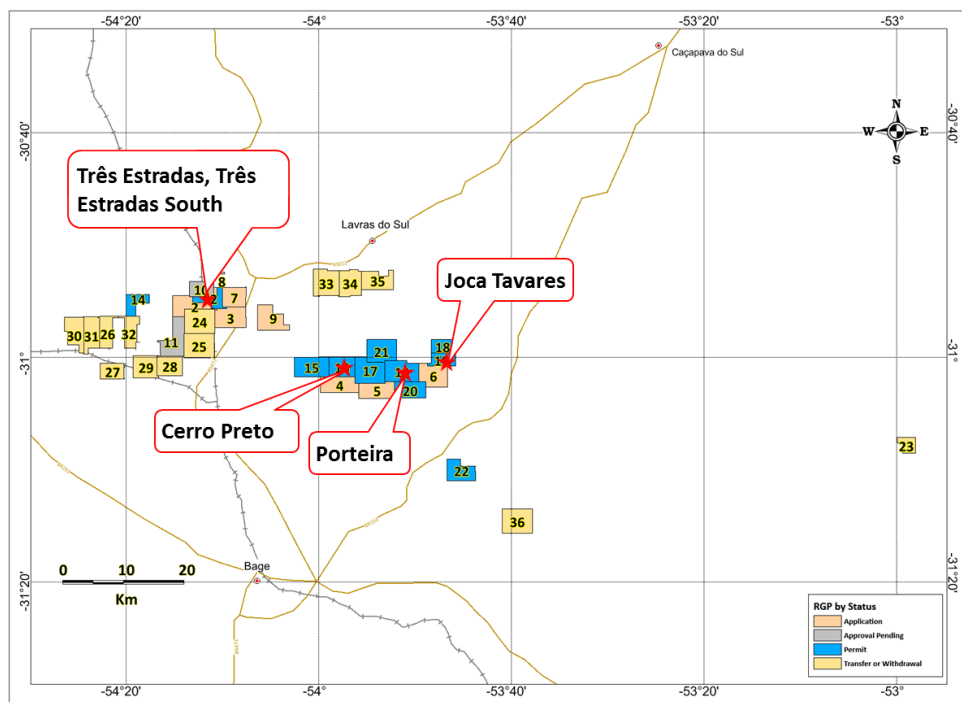 -54°20
-54°
-53°40
-53°20
-53°
Caçapava do Sul
-30°40
-30°40
N
W
E
S
Três Estradas, Três
Estradas South
Lavras do Sul
Joca Tavares
8
10
7
33
34
35
14
2
2
3
9
24
30
31
26
32
11
25
18
21
-31°
-31°
27
29
28
15
17
6
4
5
20
Cerro Preto
Porteira
23
22
36
0
10
20
Km
Bage
-31°20
-31°20
RGP by Status
Application
Approval Pending
Permit
Transfer or Withdrawal
-54°20
-54°
-53°40
-53°20
-53°